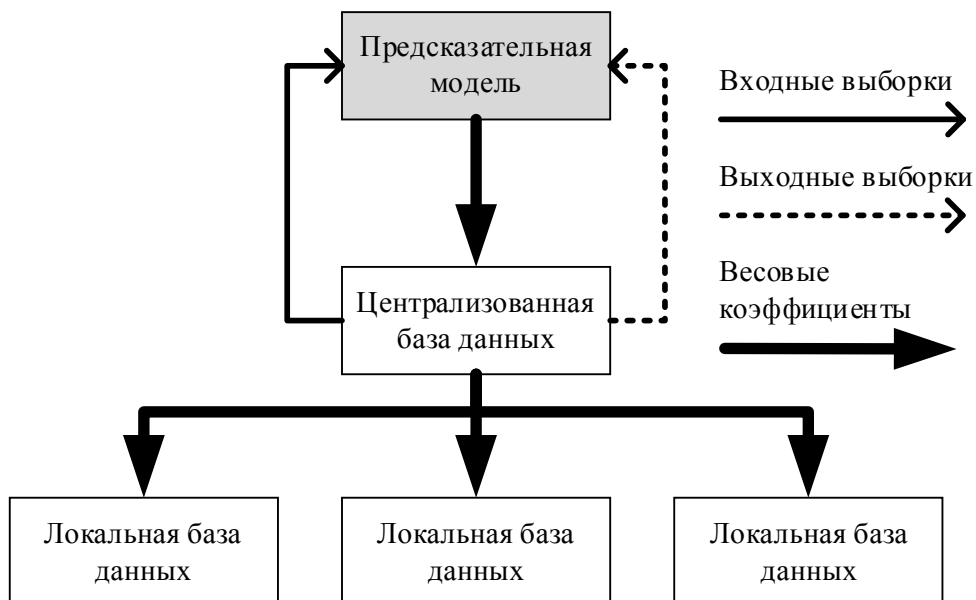 Предсказательная
модель
Входные выборки
Выходные выборки
Весовые
коэффициенты
Централизованная
база данных
Локальная база
данных
Локальная база
данных
Локальная база
данных